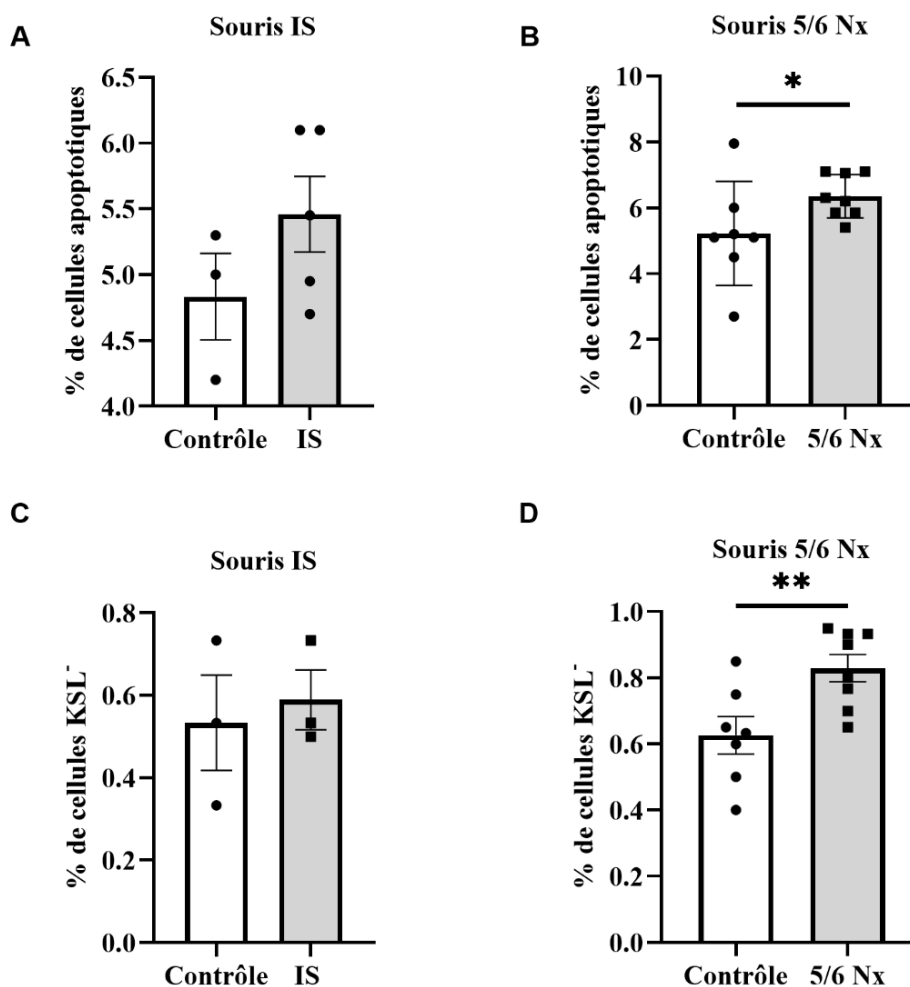 A
Souris IS
% de cellules apoptotiques
6.5
6.0
5.5
5.0
4.5
4.0
Contrôle IS
B
Souris 5/6 Nx
% de cellules apoptotiques
10
8
6
4
2
0
*
Contrôle 5/6 Nx
C
Souris IS
% de cellules KSL⁻
0.8
0.6
0.4
0.2
0.0
Contrôle IS
D
Souris 5/6 Nx
% de cellules KSL⁻
**
1.0
0.8
0.6
0.4
0.2
0.0
Contrôle 5/6 Nx